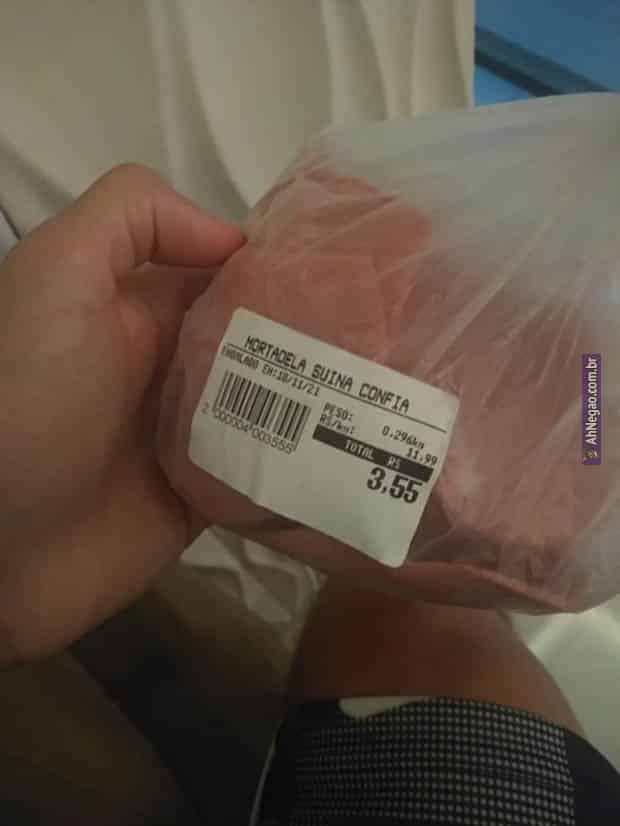 MORTADELA SUINA CONFIA
EMBALADO EM:18/11/21
PESO: 0.296kg
R$/kg: 11.99
TOTAL R$
3,55
2 000004 003555
AhNegao.com.br